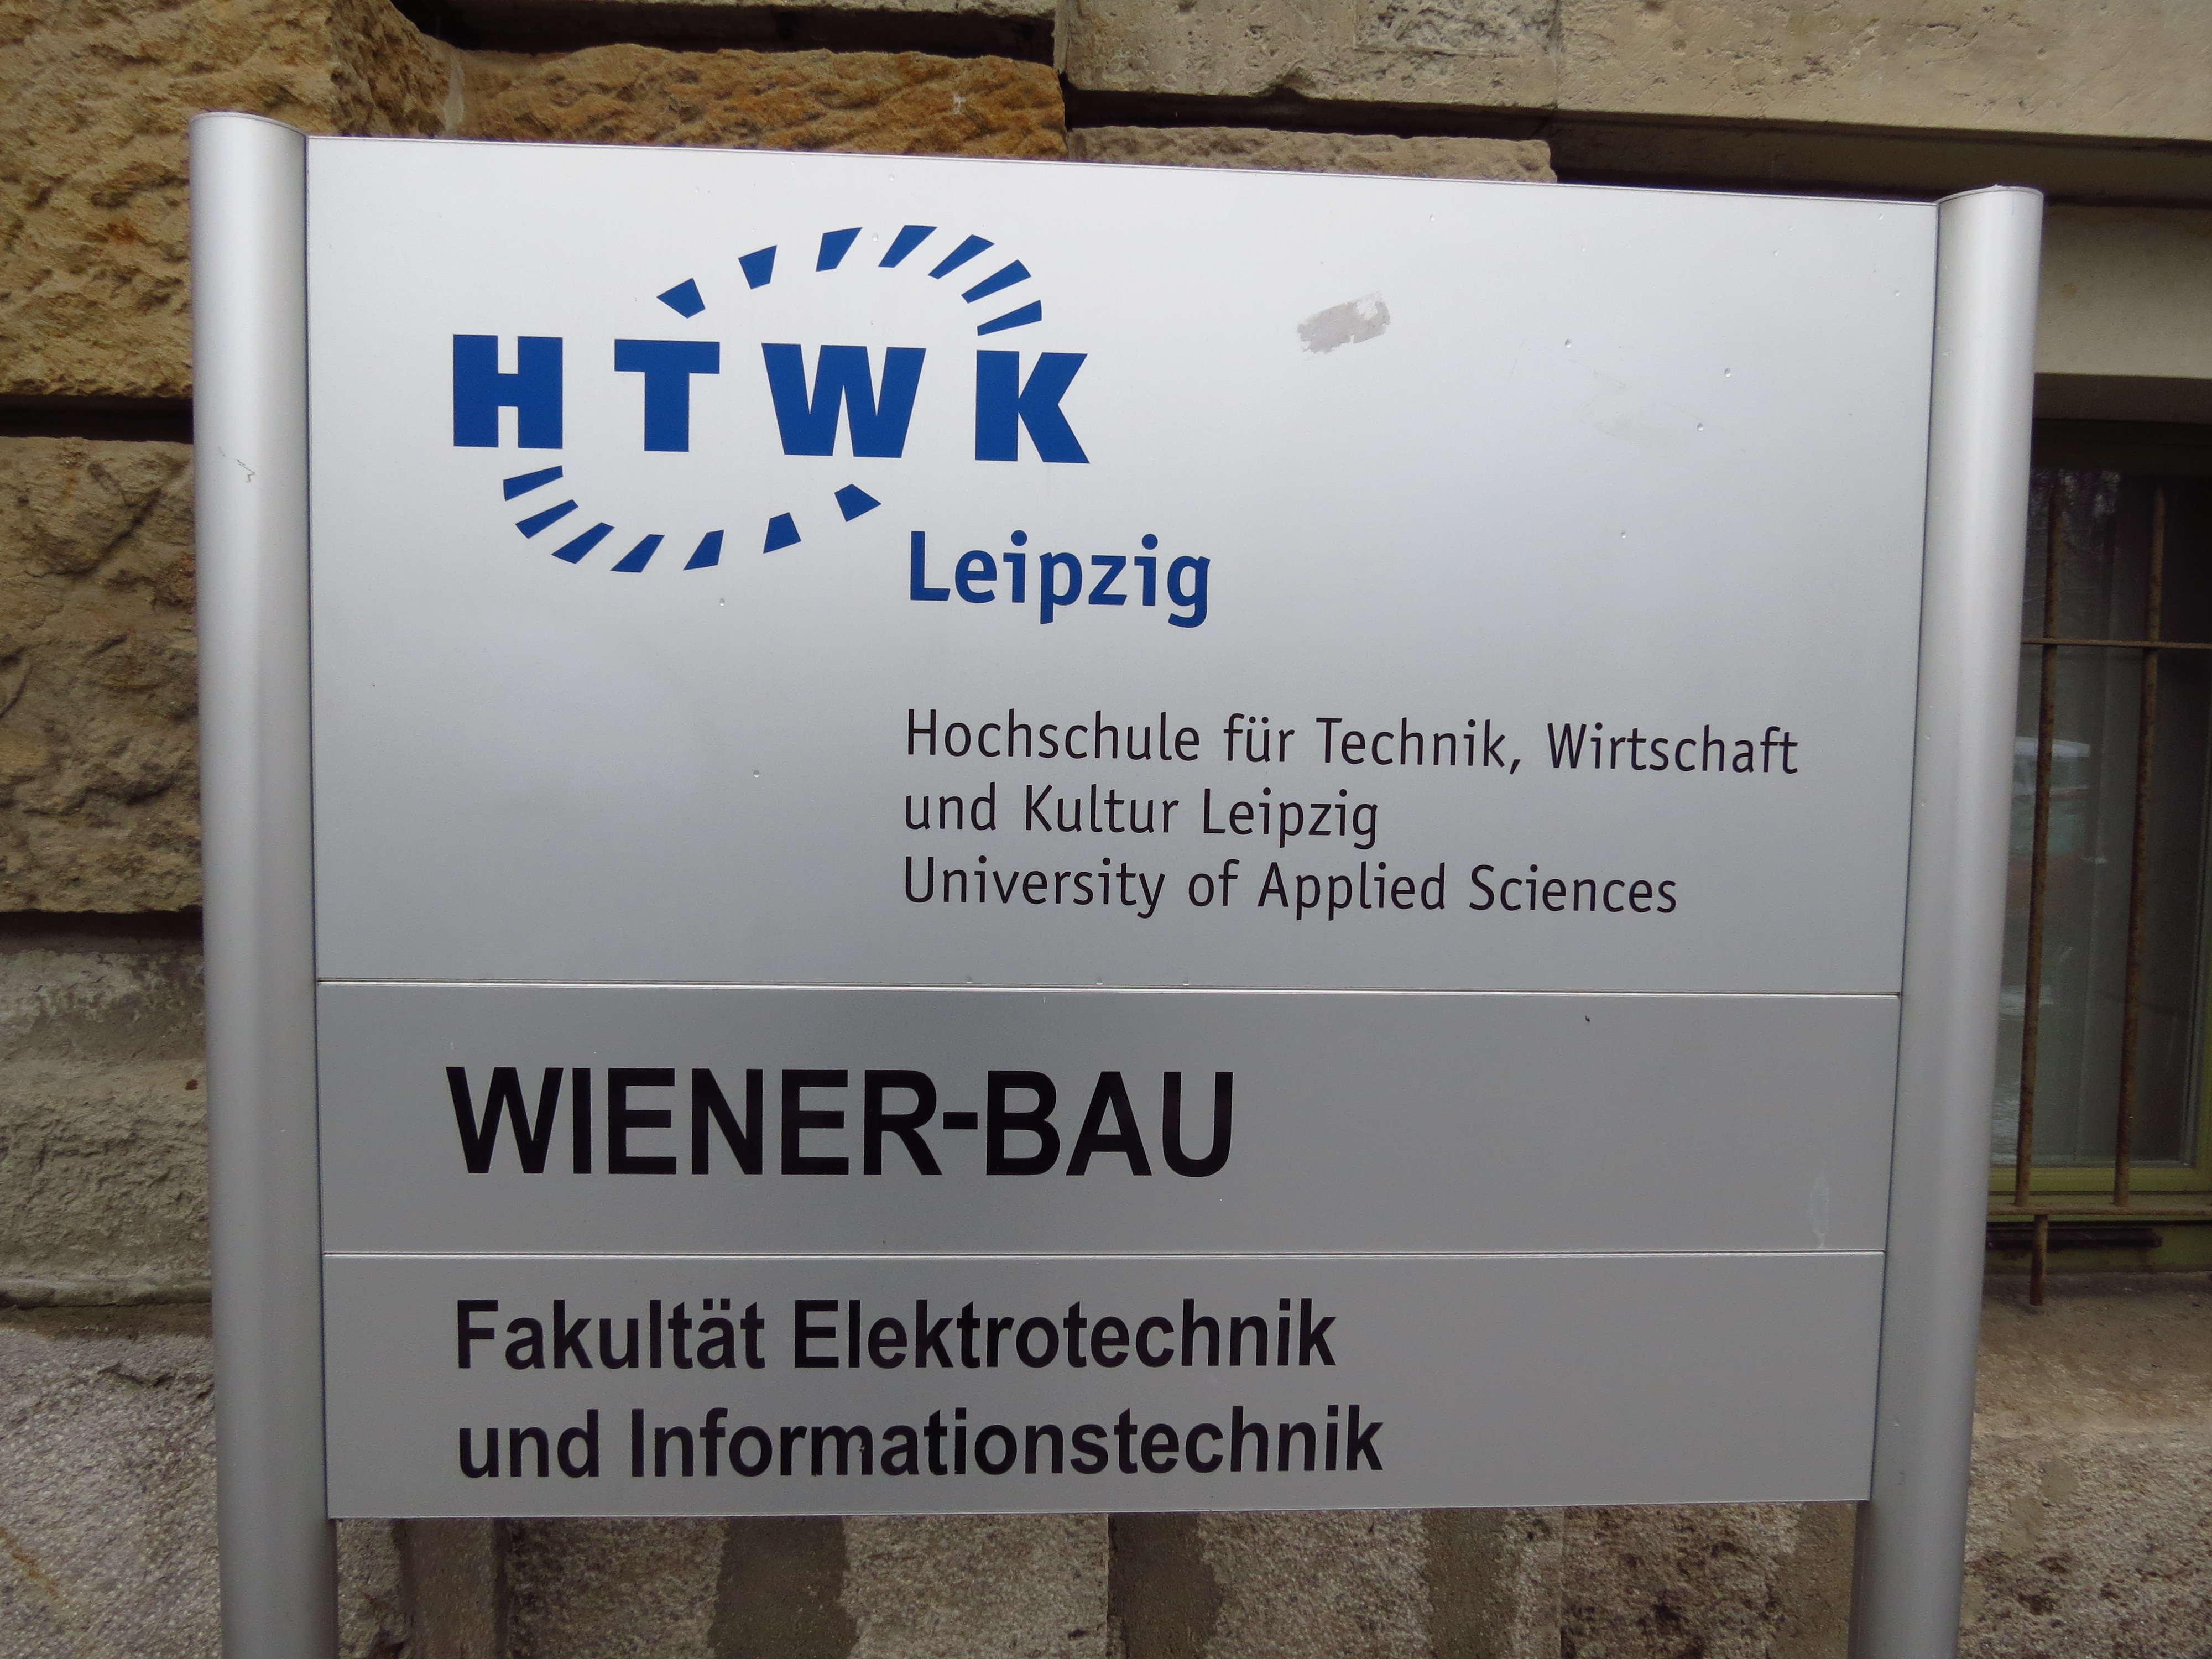 HTWK
Leipzig
Hochschule für Technik, Wirtschaft
und Kultur Leipzig
University of Applied Sciences
WIENER-BAU
Fakultät Elektrotechnik
und Informationstechnik